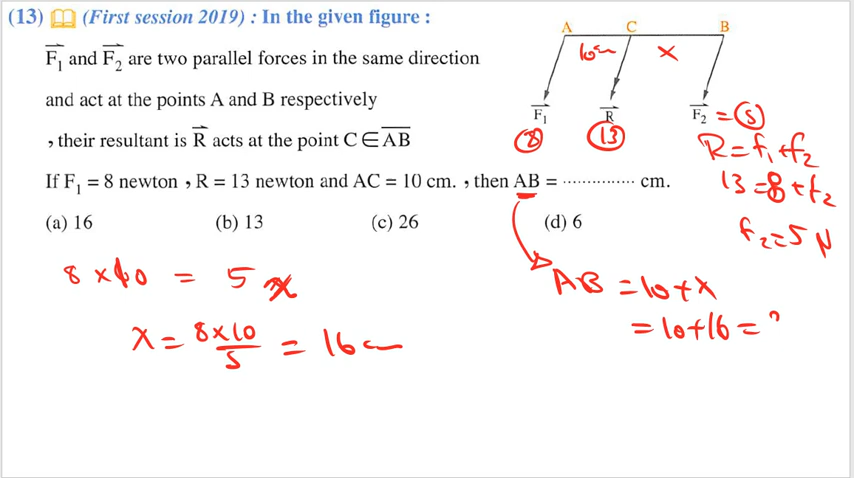 (13) (First session 2019) : In the given figure :
F₁ and F₂ are two parallel forces in the same direction
and act at the points A and B respectively
, their resultant is R acts at the point C ∈ AB
If F₁ = 8 newton , R = 13 newton and AC = 10 cm. , then AB = ............... cm.
(a) 16 (b) 13 (c) 26 (d) 6
A C B
10cm x
F₁ R F₂ = 5
8 13
R = f₁ + f₂
13 = 8 + f₂
f₂ = 5 N
8 × 10 = 5 x
x = 8×10/5 = 16 cm
AB = 10 + x
= 10 + 16 =